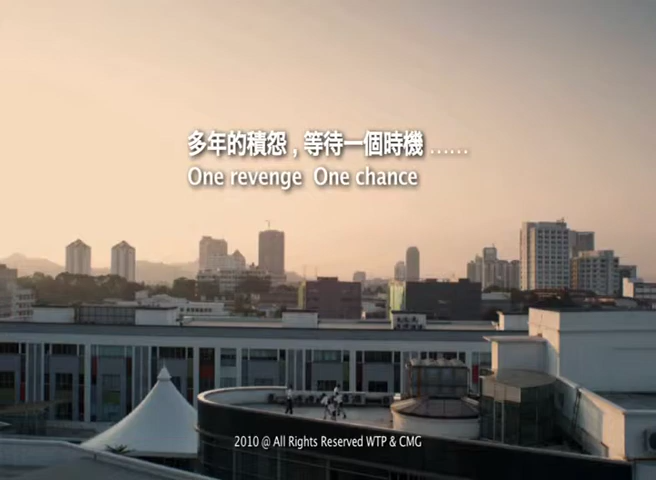 多年的積怨 , 等待一個時機 ......
One revenge  One chance
2010 @ All Rights Reserved WTP & CMG